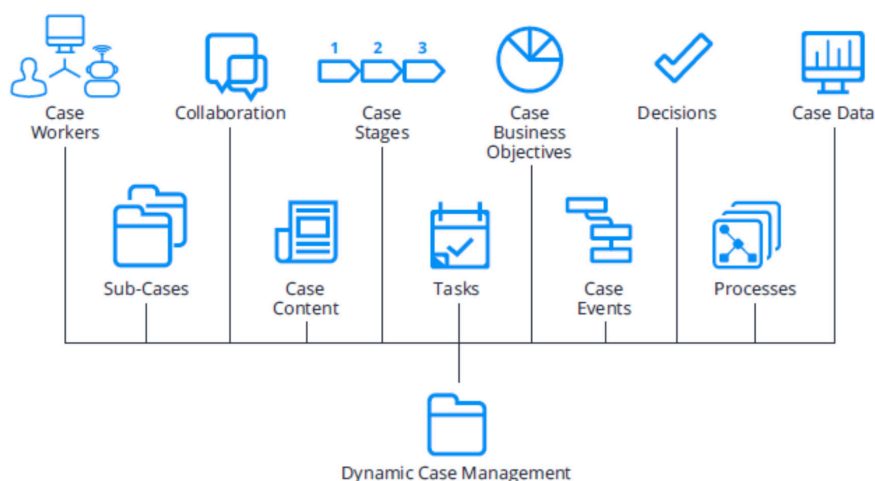 1 2 3
Case
Workers
Collaboration
Case
Stages
Case
Business
Objectives
Decisions
Case Data
Sub-Cases
Case
Content
Tasks
Case
Events
Processes
Dynamic Case Management